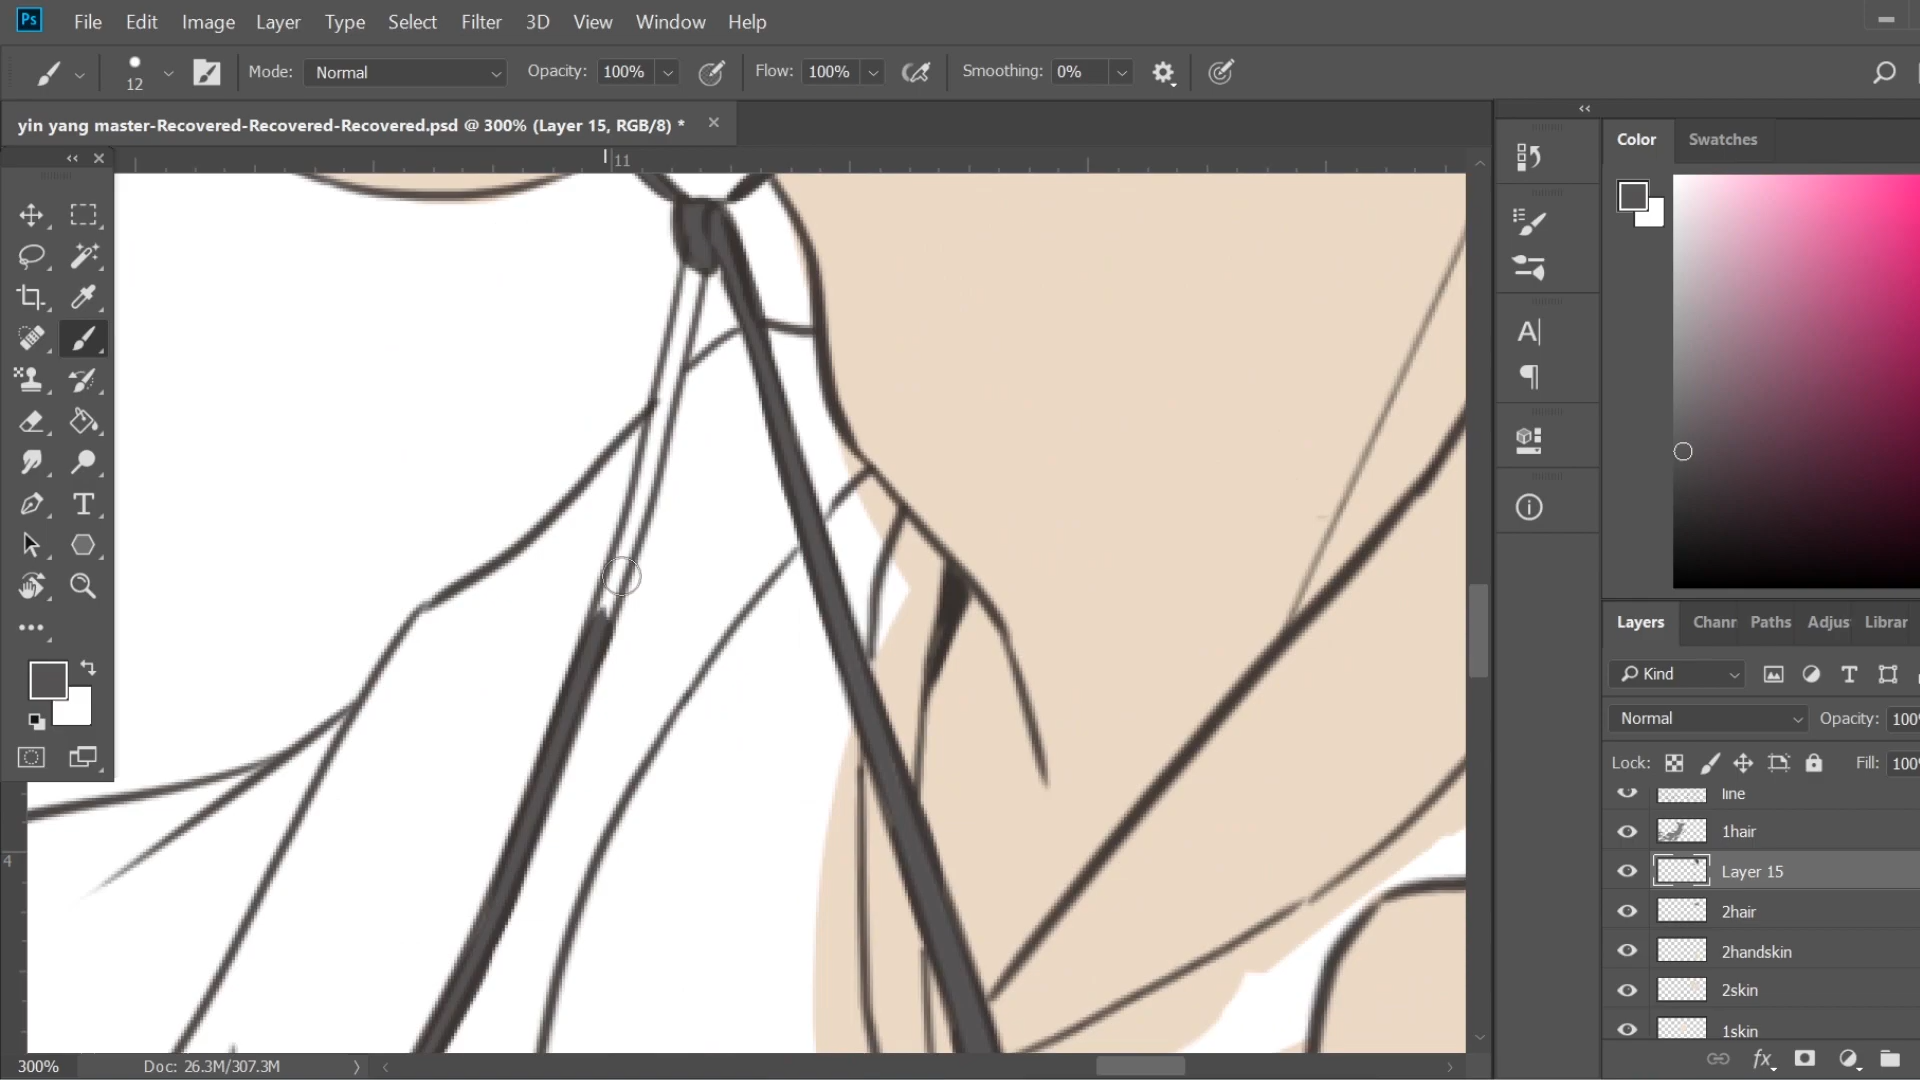 Ps File Edit Image Layer Type Select Filter 3D View Window Help
12 Mode: Normal Opacity: 100% Flow: 100% Smoothing: 0%
yin yang master-Recovered-Recovered-Recovered.psd @ 300% (Layer 15, RGB/8) *
11
Color Swatches
Layers Chanr Paths Adjus Librar
Kind
Normal Opacity: 100%
Lock: Fill: 100%
line
1hair
Layer 15
2hair
2handskin
2skin
1skin
fx
4
300% Doc: 26.3M/307.3M